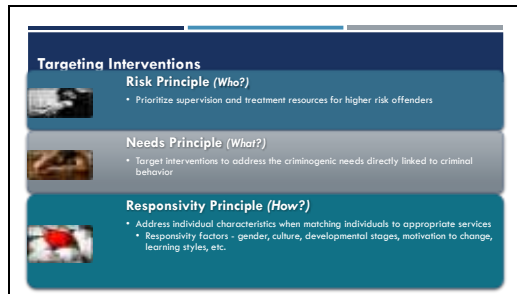 Targeting Interventions
Risk Principle (Who?)
• Prioritize supervision and treatment resources for higher risk offenders
Needs Principle (What?)
• Target interventions to address the criminogenic needs directly linked to criminal
behavior
Responsivity Principle (How?)
• Address individual characteristics when matching individuals to appropriate services
• Responsivity factors - gender, culture, developmental stages, motivation to change,
learning styles, etc.